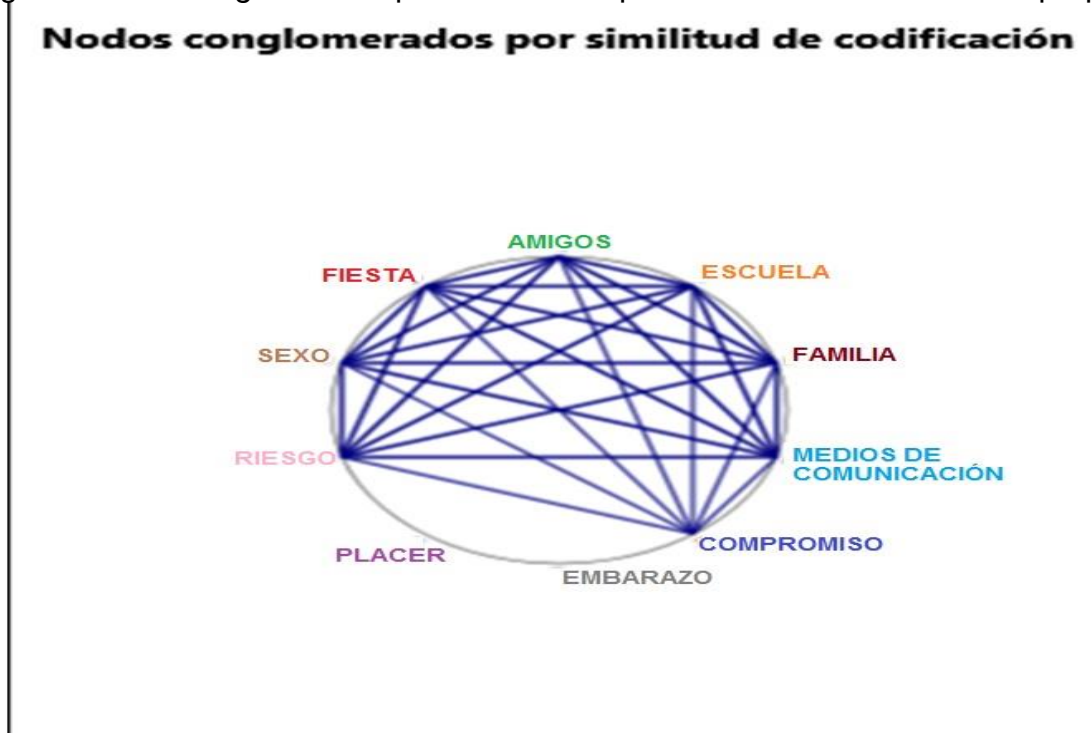 Nodos conglomerados por similitud de codificación
AMIGOS
FIESTA
ESCUELA
SEXO
FAMILIA
RIESGO
MEDIOS DE
COMUNICACIÓN
PLACER
COMPROMISO
EMBARAZO